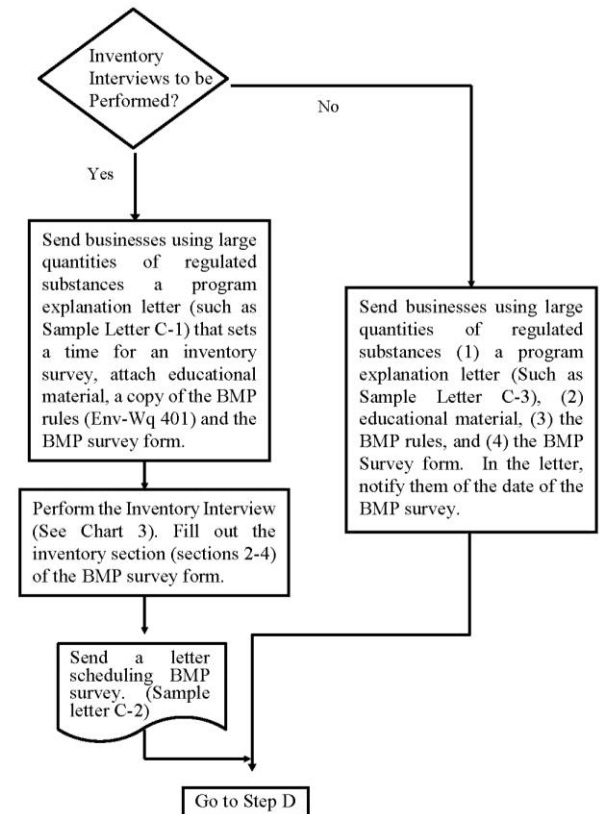 Inventory
Interviews to be
Performed?
No
Yes
Send businesses using large
quantities of regulated
substances a program
explanation letter (such as
Sample Letter C-1) that sets
a time for an inventory
survey, attach educational
material, a copy of the BMP
rules (Env-Wq 401) and the
BMP survey form.
Send businesses using large
quantities of regulated
substances (1) a program
explanation letter (Such as
Sample Letter C-3), (2)
educational material, (3) the
BMP rules, and (4) the BMP
Survey form. In the letter,
notify them of the date of the
BMP survey.
Perform the Inventory Interview
(See Chart 3). Fill out the
inventory section (sections 2-4)
of the BMP survey form.
Send a letter
scheduling BMP
survey. (Sample
letter C-2)
Go to Step D